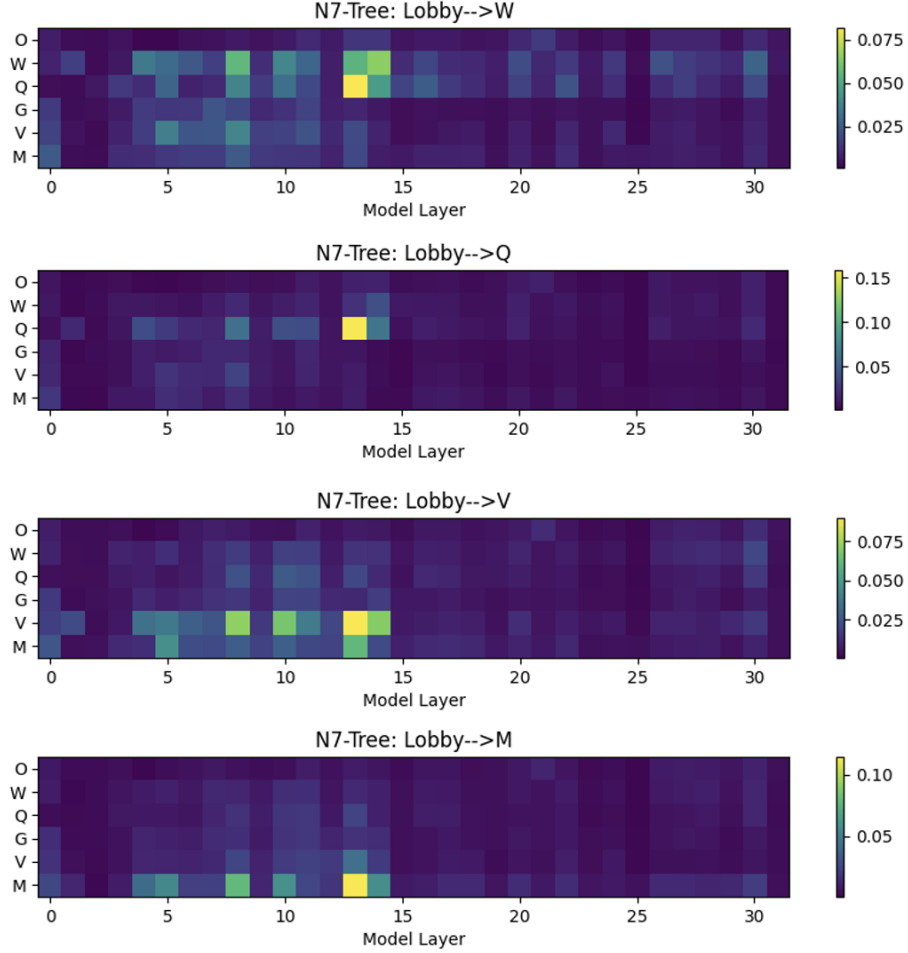 N7-Tree: Lobby-->W
O
W
Q
G
V
M
0 5 10 15 20 25 30
Model Layer
0.075
0.050
0.025
N7-Tree: Lobby-->Q
O
W
Q
G
V
M
0 5 10 15 20 25 30
Model Layer
0.15
0.10
0.05
N7-Tree: Lobby-->V
O
W
Q
G
V
M
0 5 10 15 20 25 30
Model Layer
0.075
0.050
0.025
N7-Tree: Lobby-->M
O
W
Q
G
V
M
0 5 10 15 20 25 30
Model Layer
0.10
0.05